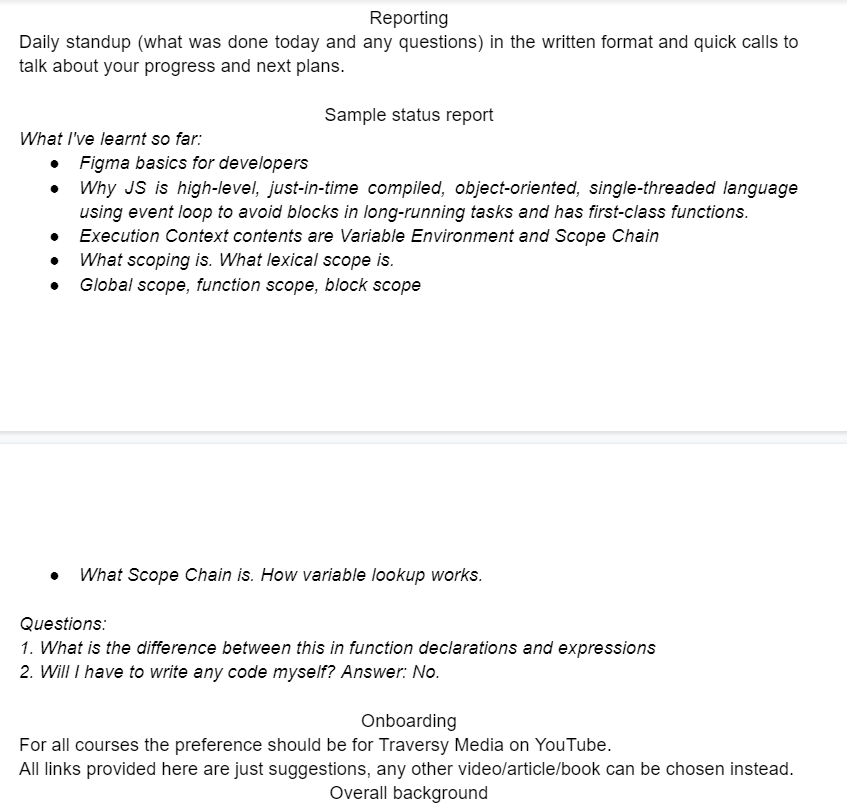 Reporting
Daily standup (what was done today and any questions) in the written format and quick calls to
talk about your progress and next plans.
Sample status report
What I've learnt so far:
● Figma basics for developers
● Why JS is high-level, just-in-time compiled, object-oriented, single-threaded language
using event loop to avoid blocks in long-running tasks and has first-class functions.
● Execution Context contents are Variable Environment and Scope Chain
● What scoping is. What lexical scope is.
● Global scope, function scope, block scope
● What Scope Chain is. How variable lookup works.
Questions:
1. What is the difference between this in function declarations and expressions
2. Will I have to write any code myself? Answer: No.
Onboarding
For all courses the preference should be for Traversy Media on YouTube.
All links provided here are just suggestions, any other video/article/book can be chosen instead.
Overall background